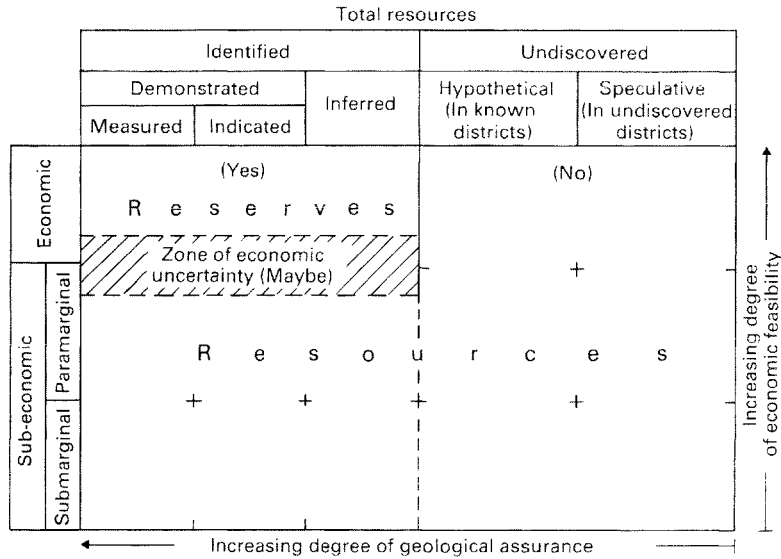 Total resources
Identified
Undiscovered
Demonstrated
Inferred
Hypothetical
(In known
districts)
Speculative
(In undiscovered
districts)
Measured
Indicated
Economic
(Yes)
(No)
Reserves
Zone of economic
uncertainty (Maybe)
Sub-economic
Paramarginal
Resources
Submarginal
Increasing degree
of economic feasibility
Increasing degree of geological assurance